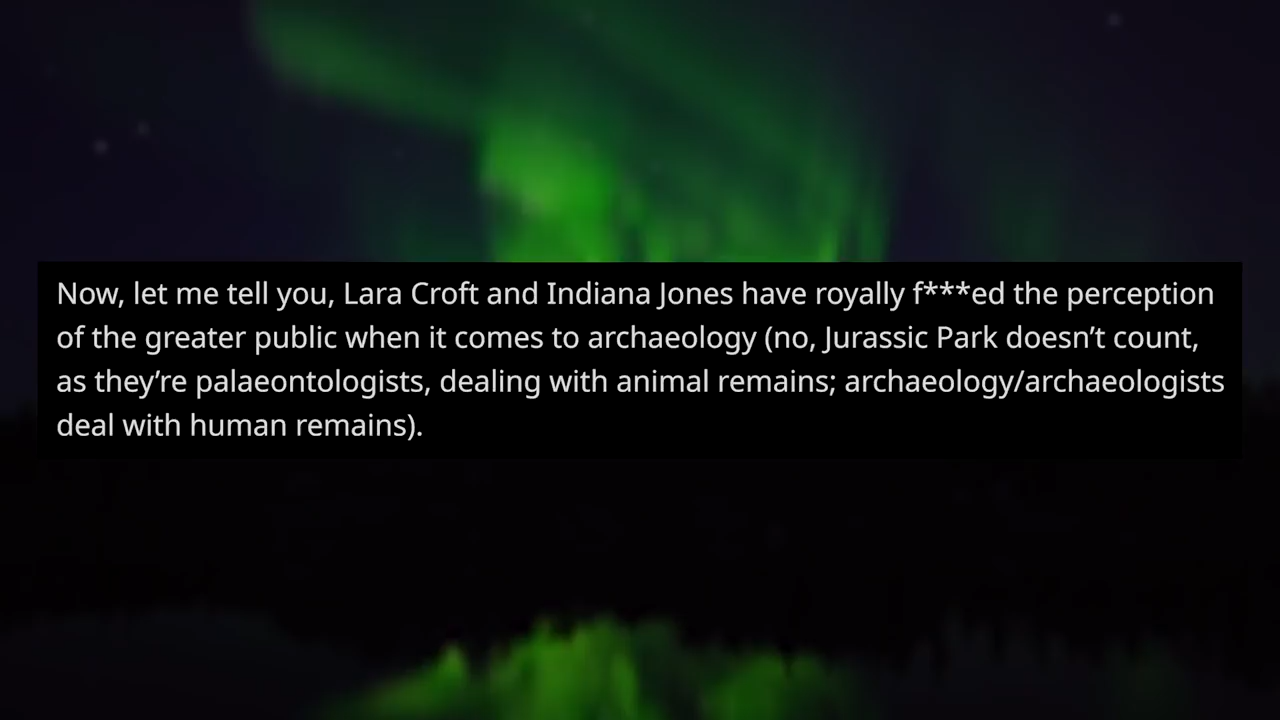 Now, let me tell you, Lara Croft and Indiana Jones have royally f***ed the perception
of the greater public when it comes to archaeology (no, Jurassic Park doesn’t count,
as they’re palaeontologists, dealing with animal remains; archaeology/archaeologists
deal with human remains).